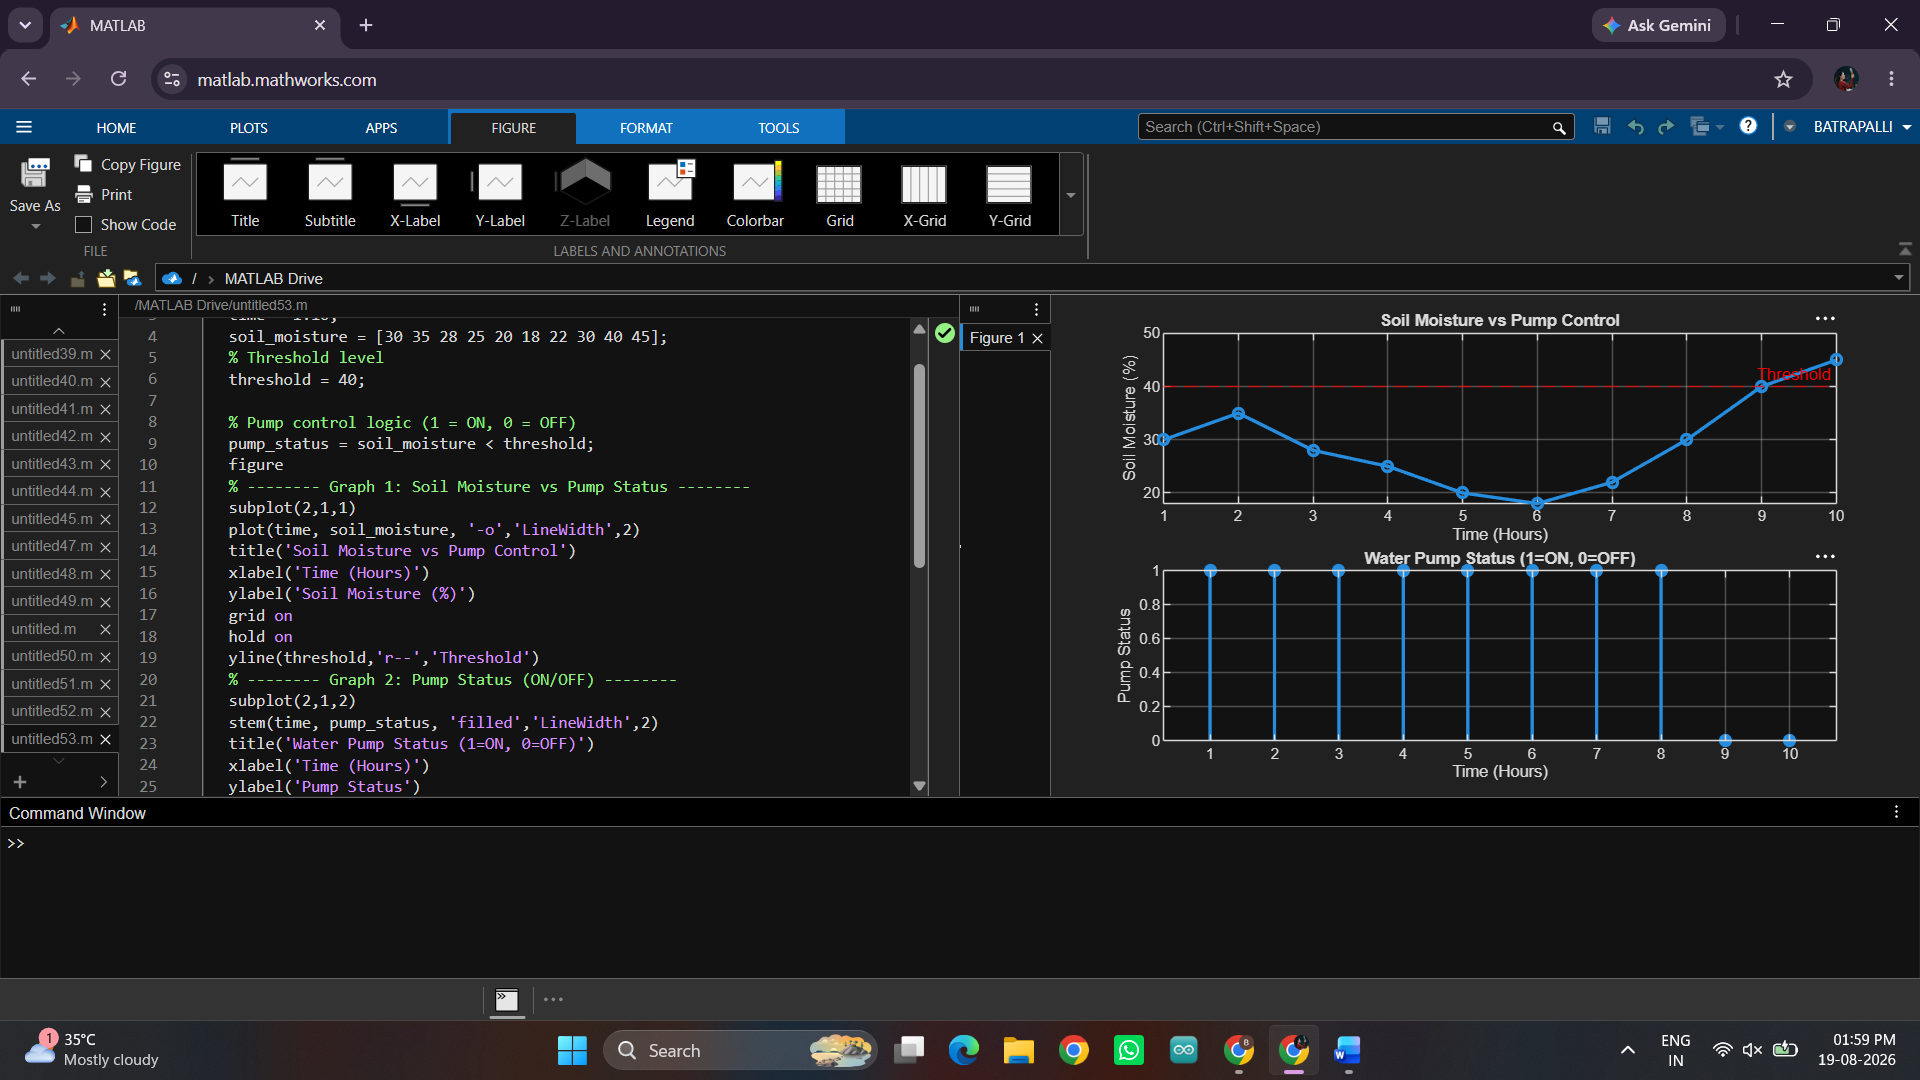 MATLAB
Ask Gemini
matlab.mathworks.com
HOME
PLOTS
APPS
FIGURE
FORMAT
TOOLS
Search (Ctrl+Shift+Space)
BATRAPALLI
Save As
Copy Figure
Print
Show Code
FILE
Title
Subtitle
X-Label
Y-Label
Z-Label
Legend
Colorbar
Grid
X-Grid
Y-Grid
LABELS AND ANNOTATIONS
/ › MATLAB Drive
/MATLAB Drive/untitled53.m
untitled39.m
untitled40.m
untitled41.m
untitled42.m
untitled43.m
untitled44.m
untitled45.m
untitled47.m
untitled48.m
untitled49.m
untitled.m
untitled50.m
untitled51.m
untitled52.m
untitled53.m
4 soil_moisture = [30 35 28 25 20 18 22 30 40 45];
5 % Threshold level
6 threshold = 40;
7
8 % Pump control logic (1 = ON, 0 = OFF)
9 pump_status = soil_moisture < threshold;
10 figure
11 % -------- Graph 1: Soil Moisture vs Pump Status --------
12 subplot(2,1,1)
13 plot(time, soil_moisture, '-o','LineWidth',2)
14 title('Soil Moisture vs Pump Control')
15 xlabel('Time (Hours)')
16 ylabel('Soil Moisture (%)')
17 grid on
18 hold on
19 yline(threshold,'r--','Threshold')
20 % -------- Graph 2: Pump Status (ON/OFF) --------
21 subplot(2,1,2)
22 stem(time, pump_status, 'filled','LineWidth',2)
23 title('Water Pump Status (1=ON, 0=OFF)')
24 xlabel('Time (Hours)')
25 ylabel('Pump Status')
Figure 1
Soil Moisture vs Pump Control
Soil Moisture (%)
50
40
30
20
Threshold
1 2 3 4 5 6 7 8 9 10
Time (Hours)
Water Pump Status (1=ON, 0=OFF)
Pump Status
1
0.8
0.6
0.4
0.2
0
1 2 3 4 5 6 7 8 9 10
Time (Hours)
Command Window
>>
1
35°C
Mostly cloudy
Search
ENG
IN
01:59 PM
19-08-2026